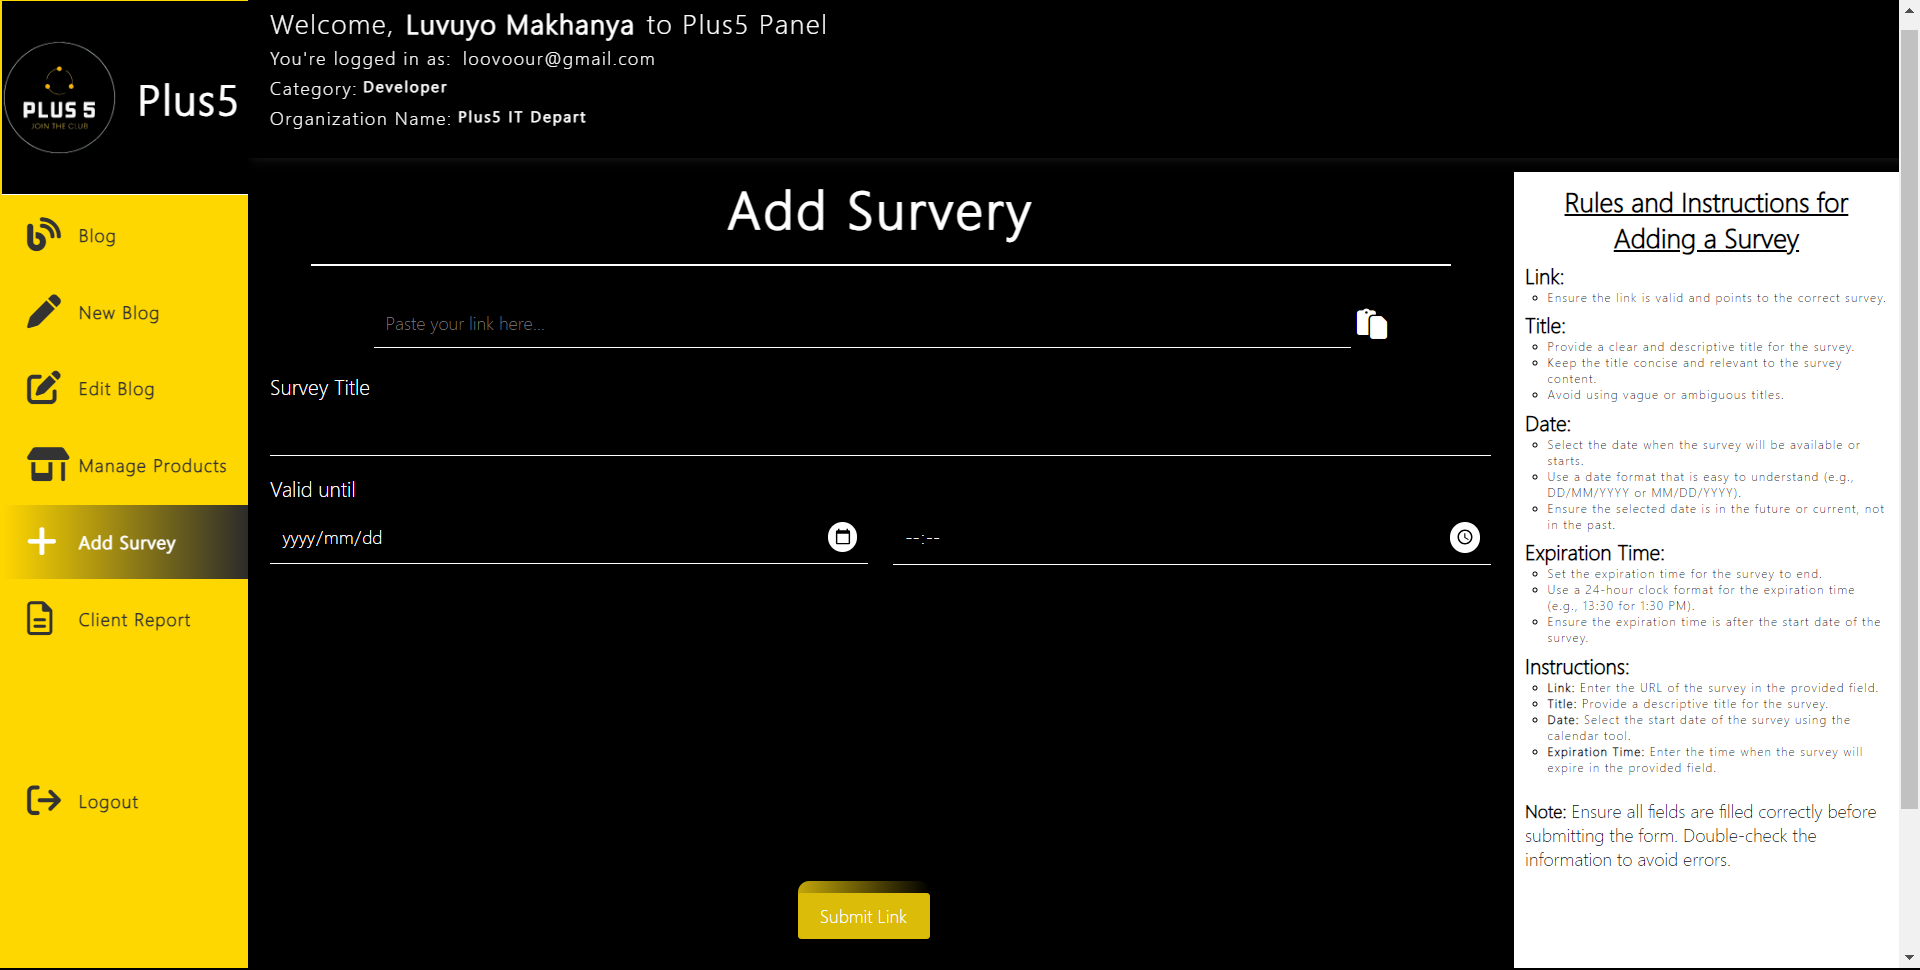 PLUS 5
JOIN THE CLUB
Plus5
Welcome, Luvuyo Makhanya to Plus5 Panel
You're logged in as: loovoour@gmail.com
Category: Developer
Organization Name: Plus5 IT Depart
Blog
New Blog
Edit Blog
Manage Products
Add Survey
Client Report
Logout
Add Survery
Paste your link here...
Survey Title
Valid until
yyyy/mm/dd
--:--
Submit Link
Rules and Instructions for
Adding a Survey
Link:
Ensure the link is valid and points to the correct survey.
Title:
Provide a clear and descriptive title for the survey.
Keep the title concise and relevant to the survey
content.
Avoid using vague or ambiguous titles.
Date:
Select the date when the survey will be available or
starts.
Use a date format that is easy to understand (e.g.,
DD/MM/YYYY or MM/DD/YYYY).
Ensure the selected date is in the future or current, not
in the past.
Expiration Time:
Set the expiration time for the survey to end.
Use a 24-hour clock format for the expiration time
(e.g., 13:30 for 1:30 PM).
Ensure the expiration time is after the start date of the
survey.
Instructions:
Link: Enter the URL of the survey in the provided field.
Title: Provide a descriptive title for the survey.
Date: Select the start date of the survey using the
calendar tool.
Expiration Time: Enter the time when the survey will
expire in the provided field.
Note: Ensure all fields are filled correctly before
submitting the form. Double-check the
information to avoid errors.